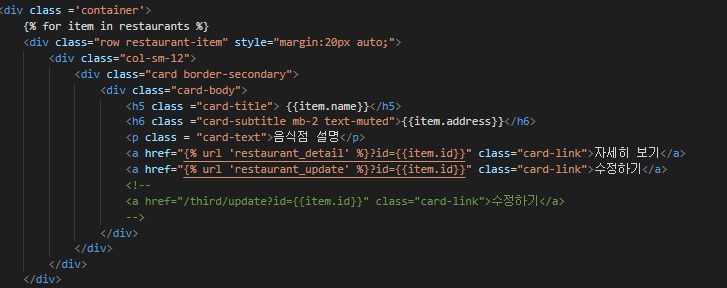 <div class ='container'>
{% for item in restaurants %}
<div class="row restaurant-item" style="margin:20px auto;">
<div class="col-sm-12">
<div class="card border-secondary">
<div class="card-body">
<h5 class ="card-title"> {{item.name}}</h5>
<h6 class ="card-subtitle mb-2 text-muted">{{item.address}}</h6>
<p class = "card-text">음식점 설명</p>
<a href="{% url 'restaurant_detail' %}?id={{item.id}}" class="card-link">자세히 보기</a>
<a href="{% url 'restaurant_update' %}?id={{item.id}}" class="card-link">수정하기</a>
<!--
<a href="/third/update?id={{item.id}}" class="card-link">수정하기</a>
-->
</div>
</div>
</div>
</div>